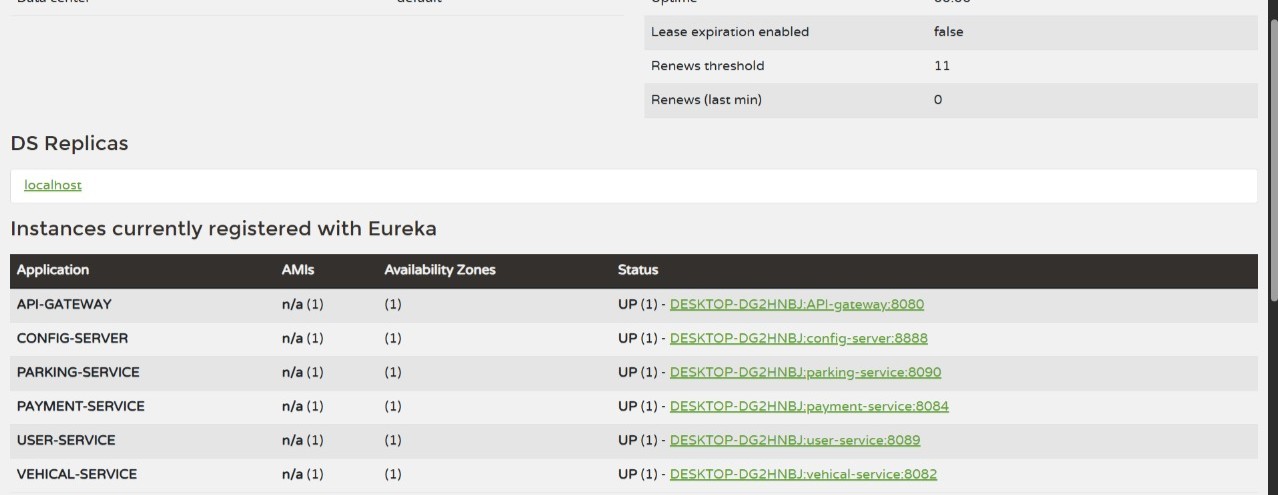 Data center default
Uptime 00:00
Lease expiration enabled false
Renews threshold 11
Renews (last min) 0
DS Replicas
localhost
Instances currently registered with Eureka
Application AMIs Availability Zones Status
API-GATEWAY n/a (1) (1) UP (1) - DESKTOP-DG2HNBJ:API-gateway:8080
CONFIG-SERVER n/a (1) (1) UP (1) - DESKTOP-DG2HNBJ:config-server:8888
PARKING-SERVICE n/a (1) (1) UP (1) - DESKTOP-DG2HNBJ:parking-service:8090
PAYMENT-SERVICE n/a (1) (1) UP (1) - DESKTOP-DG2HNBJ:payment-service:8084
USER-SERVICE n/a (1) (1) UP (1) - DESKTOP-DG2HNBJ:user-service:8089
VEHICAL-SERVICE n/a (1) (1) UP (1) - DESKTOP-DG2HNBJ:vehical-service:8082